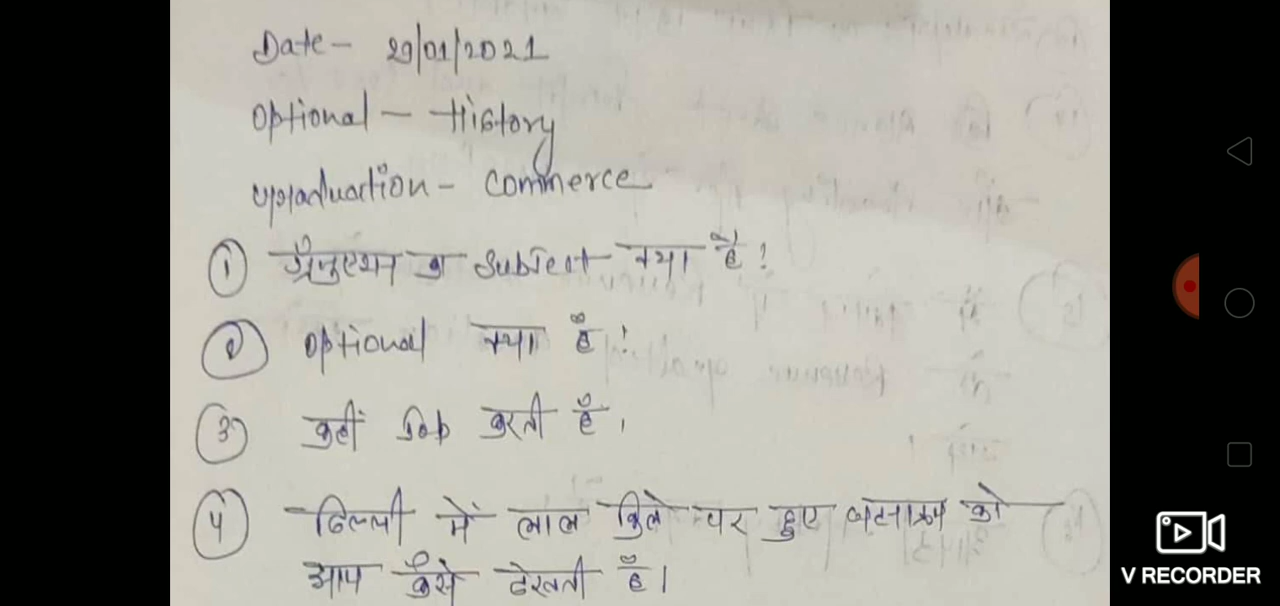 Date - 29/01/2021
Optional - History
Graduation - Commerce
① ग्रेजुएशन का Subject क्या है?
② Optional क्या है?
③ कहीं Job करती हैं।
④ दिल्ली में लाल किले पर हुए घटनाक्रम को
आप कैसे देखती हैं।
V RECORDER